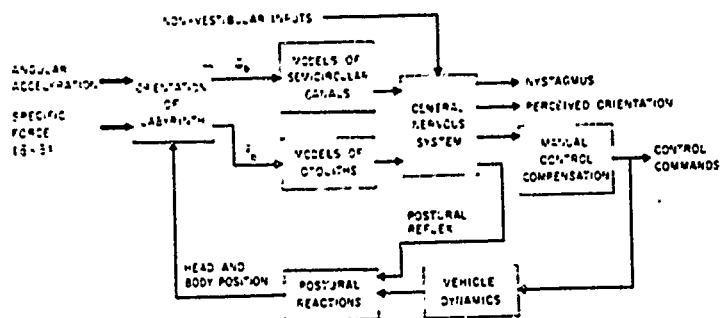 NON-VESTIBULAR INPUTS
ANGULAR
ACCELERATION
SPECIFIC
FORCE
ORIENTATION
OF
LABYRINTH
MODELS OF
SEMICIRCULAR
CANALS
MODELS OF
OTOLITHS
CENTRAL
NERVOUS
SYSTEM
NYSTAGMUS
PERCEIVED ORIENTATION
MANUAL
CONTROL
COMPENSATION
CONTROL
COMMANDS
POSTURAL
REFLEX
HEAD AND
BODY POSITION
POSTURAL
REACTIONS
VEHICLE
DYNAMICS